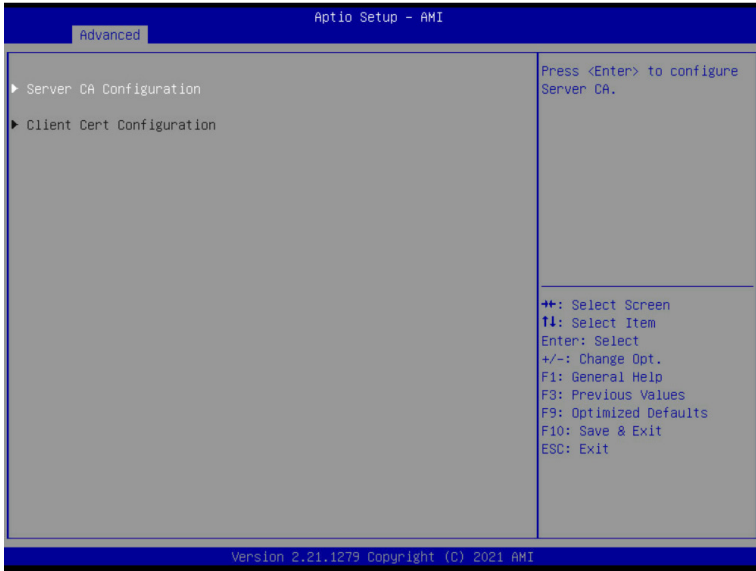 Aptio Setup – AMI
Advanced
Server CA Configuration
Client Cert Configuration
Press <Enter> to configure
Server CA.
→←: Select Screen
↑↓: Select Item
Enter: Select
+/-: Change Opt.
F1: General Help
F3: Previous Values
F9: Optimized Defaults
F10: Save & Exit
ESC: Exit
Version 2.21.1279 Copyright (C) 2021 AMI